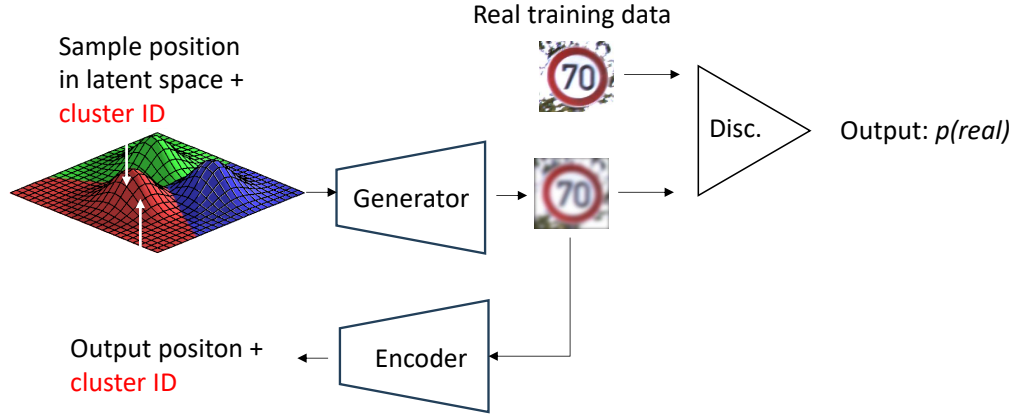 Real training data
Sample position
in latent space +
cluster ID
70
Disc.
Output: p(real)
Generator
70
Encoder
Output positon +
cluster ID